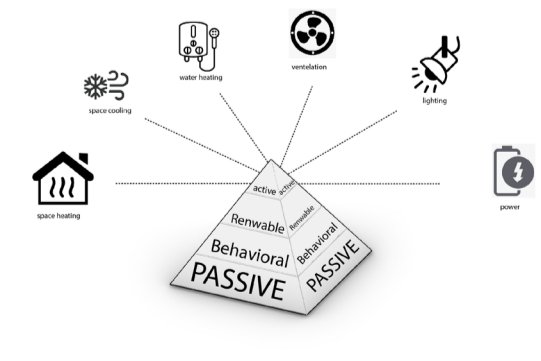 water heating
ventelation
lighting
space cooling
space heating
power
active
active
Renwable
Renwable
Behavioral
Behavioral
PASSIVE
PASSIVE